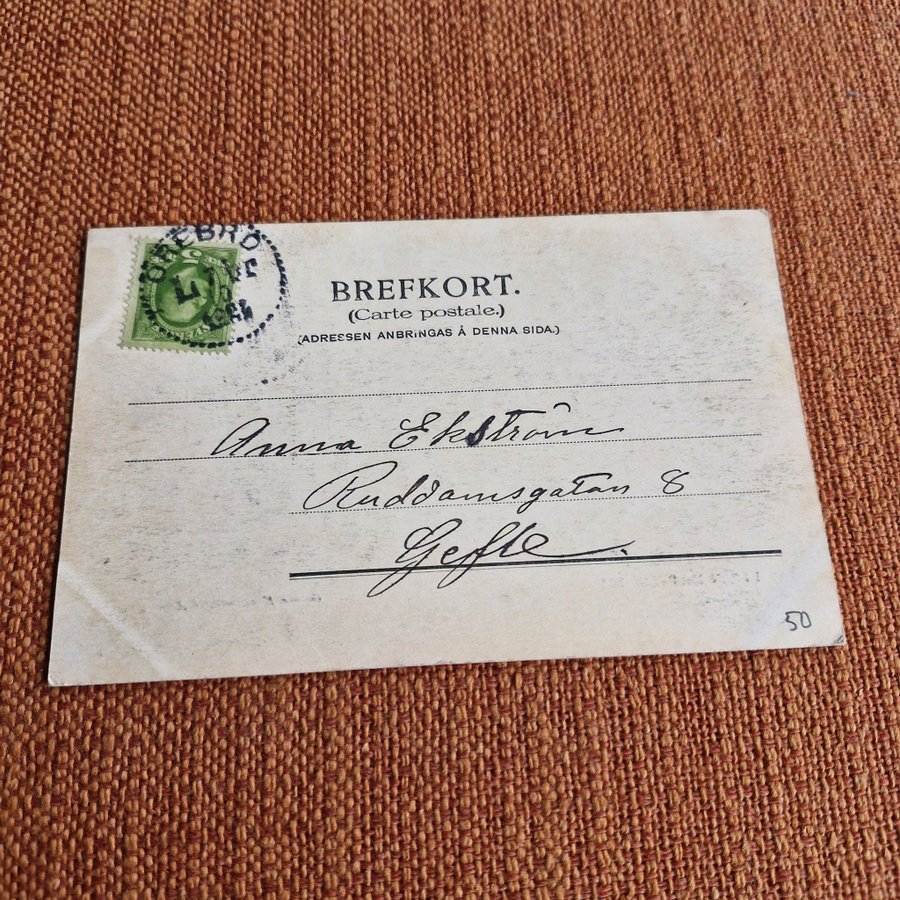 ÖREBRO
BREFKORT.
(Carte postale.)
(ADRESSEN ANBRINGAS Å DENNA SIDA.)
Anna Ekström
Ruddamsgatan 8
Gefle.
50